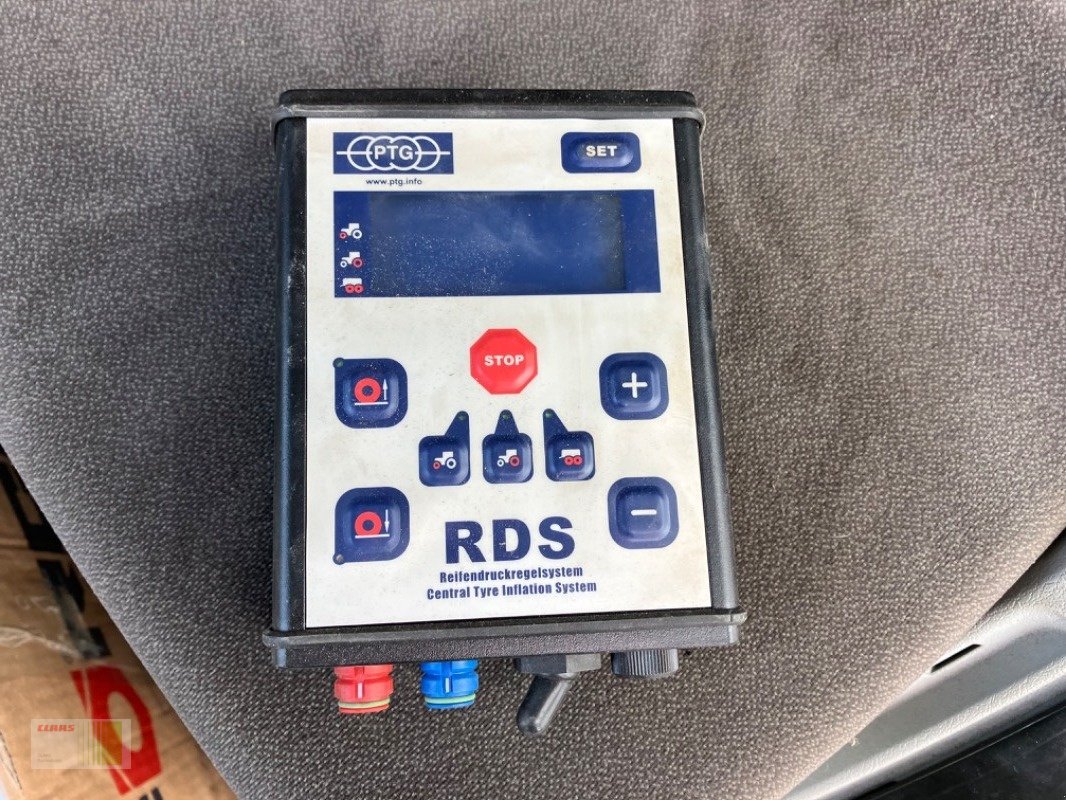 PTG
www.ptg.info
SET
STOP
+
−
RDS
Reifendruckregelsystem
Central Tyre Inflation System
CLAAS